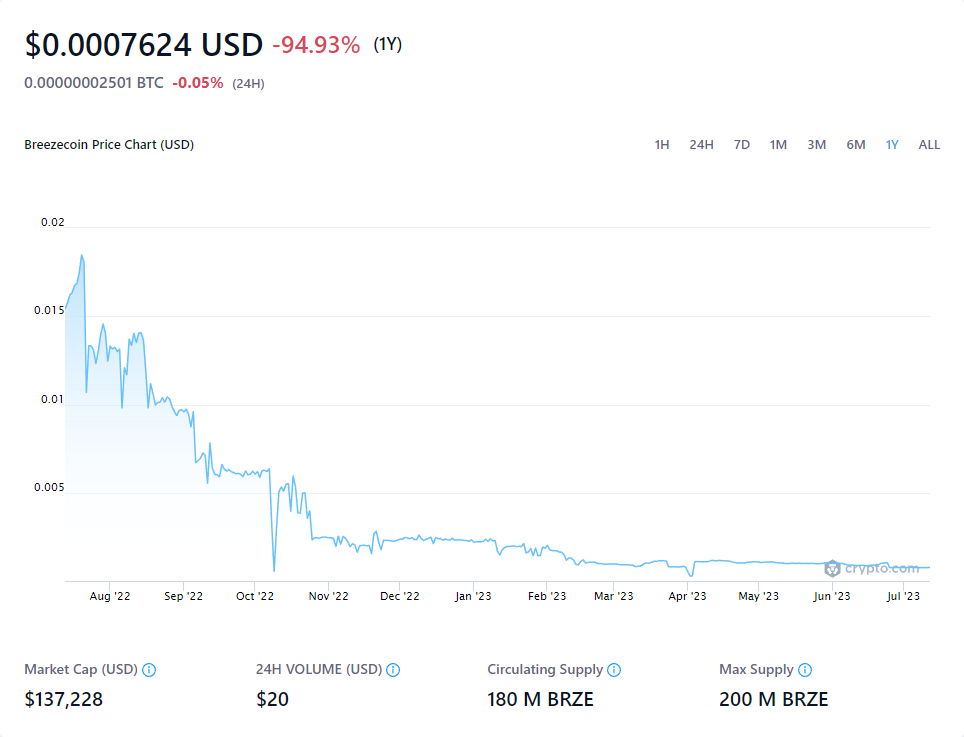 $0.0007624 USD -94.93% (1Y)
0.00000002501 BTC -0.05% (24H)
Breezecoin Price Chart (USD) 1H 24H 7D 1M 3M 6M 1Y ALL
0.02
0.015
0.01
0.005
crypto.com
Aug '22 Sep '22 Oct '22 Nov '22 Dec '22 Jan '23 Feb '23 Mar '23 Apr '23 May '23 Jun '23 Jul '23
Market Cap (USD) 24H VOLUME (USD) Circulating Supply Max Supply
$137,228 $20 180 M BRZE 200 M BRZE